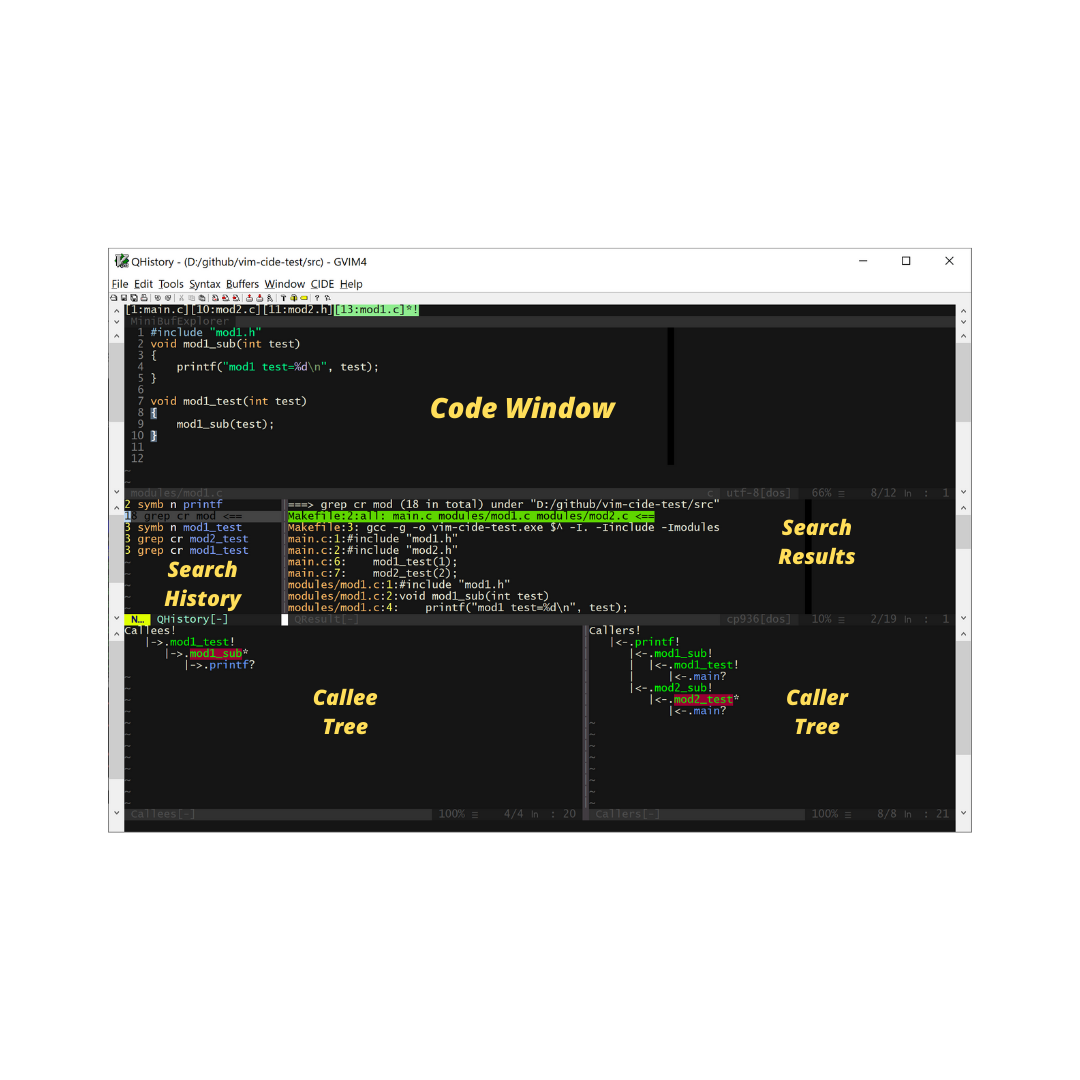 QHistory - (D:/github/vim-cide-test/src) - GVIM4
File Edit Tools Syntax Buffers Window CIDE Help
[1:main.c][10:mod2.c][11:mod2.h][13:mod1.c]*!
MiniBufExplorer
1 #include "mod1.h"
2 void mod1_sub(int test)
3 {
4     printf("mod1 test=%d\n", test);
5 }
6
7 void mod1_test(int test)
8 {
9     mod1_sub(test);
10 }
11
12
~
~
Code Window
modules/mod1.c c utf-8[dos] 66% ☰ 8/12 ln : 1
2 symb n printf
18 grep cr mod <==
3 symb n mod1_test
3 grep cr mod2_test
3 grep cr mod1_test
~
~
~
~
~
Search
History
N… QHistory[-]
===> grep cr mod (18 in total) under "D:/github/vim-cide-test/src"
Makefile:2:all: main.c modules/mod1.c modules/mod2.c <==
Makefile:3: gcc -g -o vim-cide-test.exe $^ -I. -Iinclude -Imodules
main.c:1:#include "mod1.h"
main.c:2:#include "mod2.h"
main.c:6:    mod1_test(1);
main.c:7:    mod2_test(2);
modules/mod1.c:1:#include "mod1.h"
modules/mod1.c:2:void mod1_sub(int test)
modules/mod1.c:4:    printf("mod1 test=%d\n", test);
Search
Results
QResult[-] cp936[dos] 10% ☰ 2/19 ln : 1
Callees!
|->.mod1_test!
|->.mod1_sub*
|->.printf?
~
~
~
~
~
~
~
~
~
~
~
~
Callee
Tree
Callees[-] 100% ☰ 4/4 ln : 20
Callers!
|<-.printf!
|<-.mod1_sub!
| |<-.mod1_test!
| |<-.main?
|<-.mod2_sub!
|<-.mod2_test*
|<-.main?
~
~
~
~
~
~
~
~
Caller
Tree
Callers[-] 100% ☰ 8/8 ln : 21